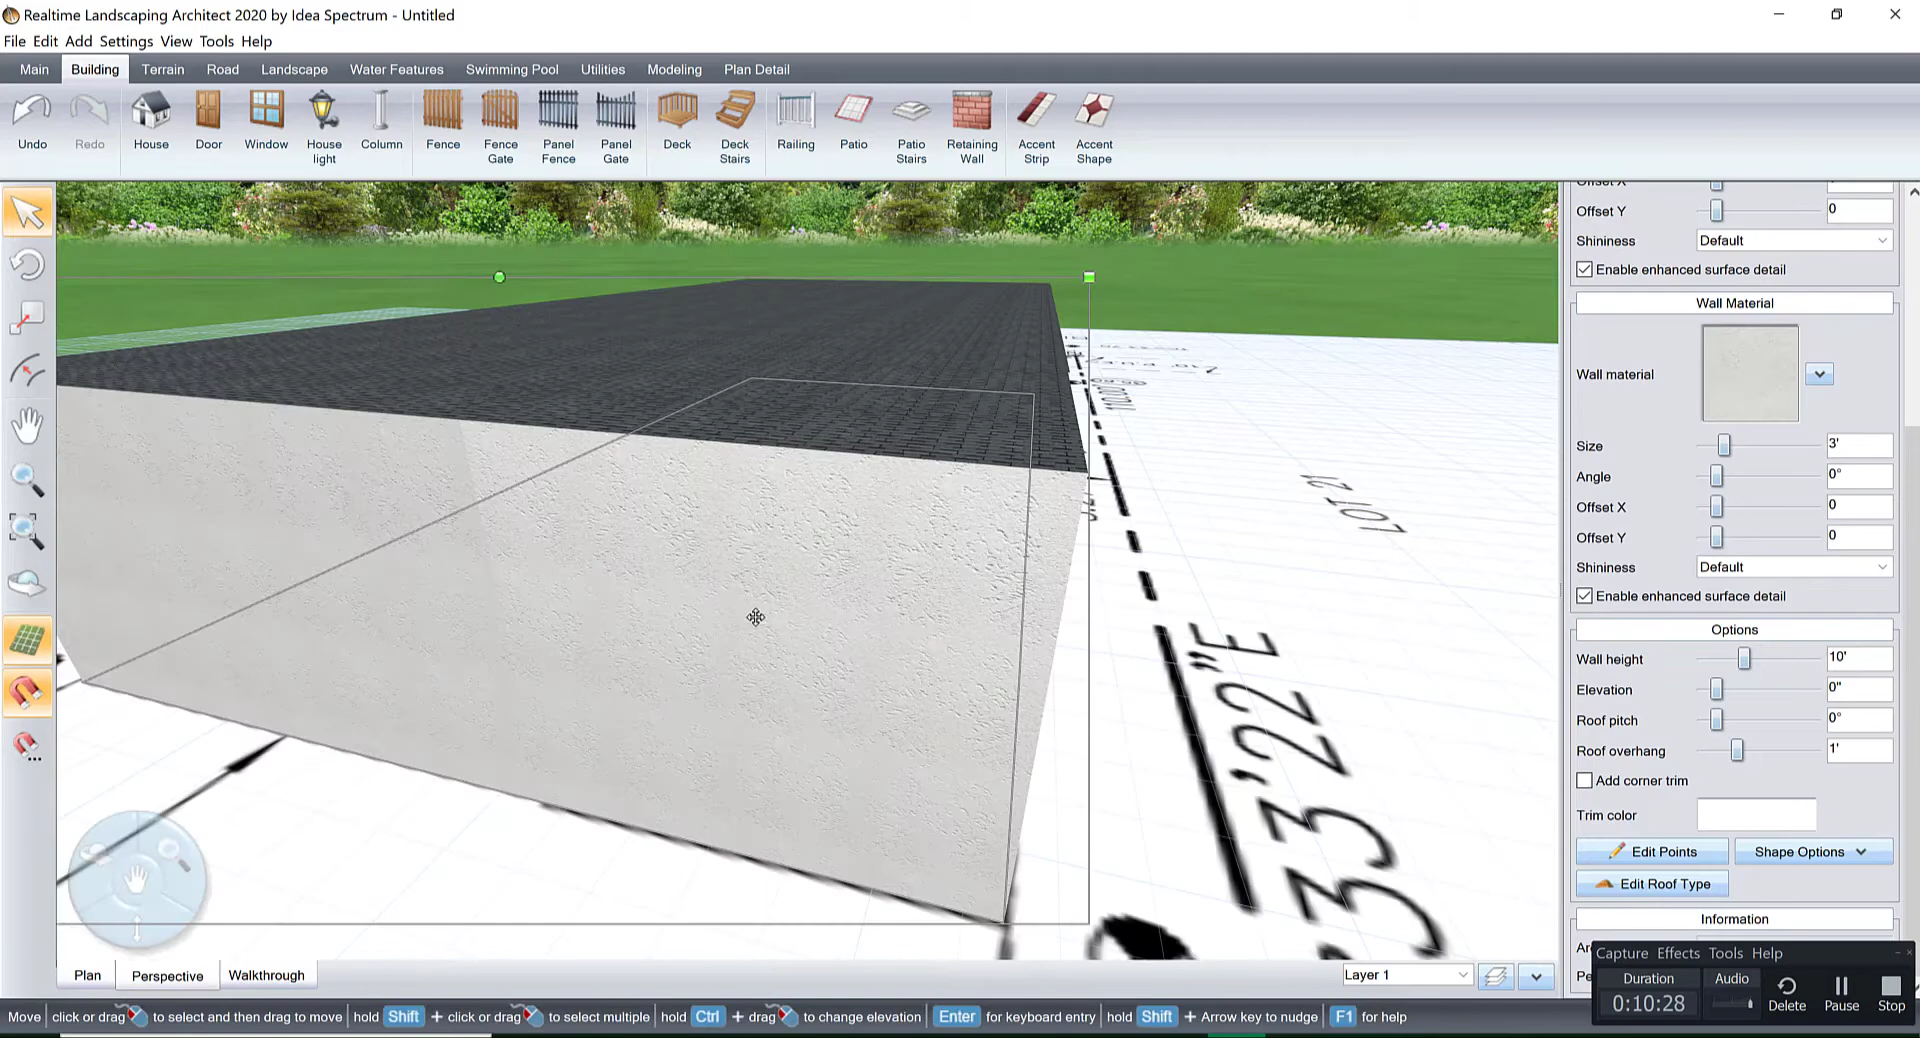 Realtime Landscaping Architect 2020 by Idea Spectrum - Untitled
File Edit Add Settings View Tools Help
Main Building Terrain Road Landscape Water Features Swimming Pool Utilities Modeling Plan Detail
Undo Redo House Door Window House light Column Fence Fence Gate Panel Fence Panel Gate Deck Deck Stairs Railing Patio Patio Stairs Retaining Wall Accent Strip Accent Shape
Offset X
Offset Y 0
Shininess Default
Enable enhanced surface detail
Wall Material
Wall material
Size 3'
Angle 0°
Offset X 0
Offset Y 0
Shininess Default
Enable enhanced surface detail
Options
Wall height 10'
Elevation 0"
Roof pitch 0°
Roof overhang 1'
Add corner trim
Trim color
Edit Points Shape Options
Edit Roof Type
Information
LOT 21
33'22"E
Capture Effects Tools Help
Duration Audio
0:10:28 Delete Pause Stop
Plan Perspective Walkthrough
Layer 1
Move click or drag to select and then drag to move hold Shift + click or drag to select multiple hold Ctrl + drag to change elevation Enter for keyboard entry hold Shift + Arrow key to nudge F1 for help